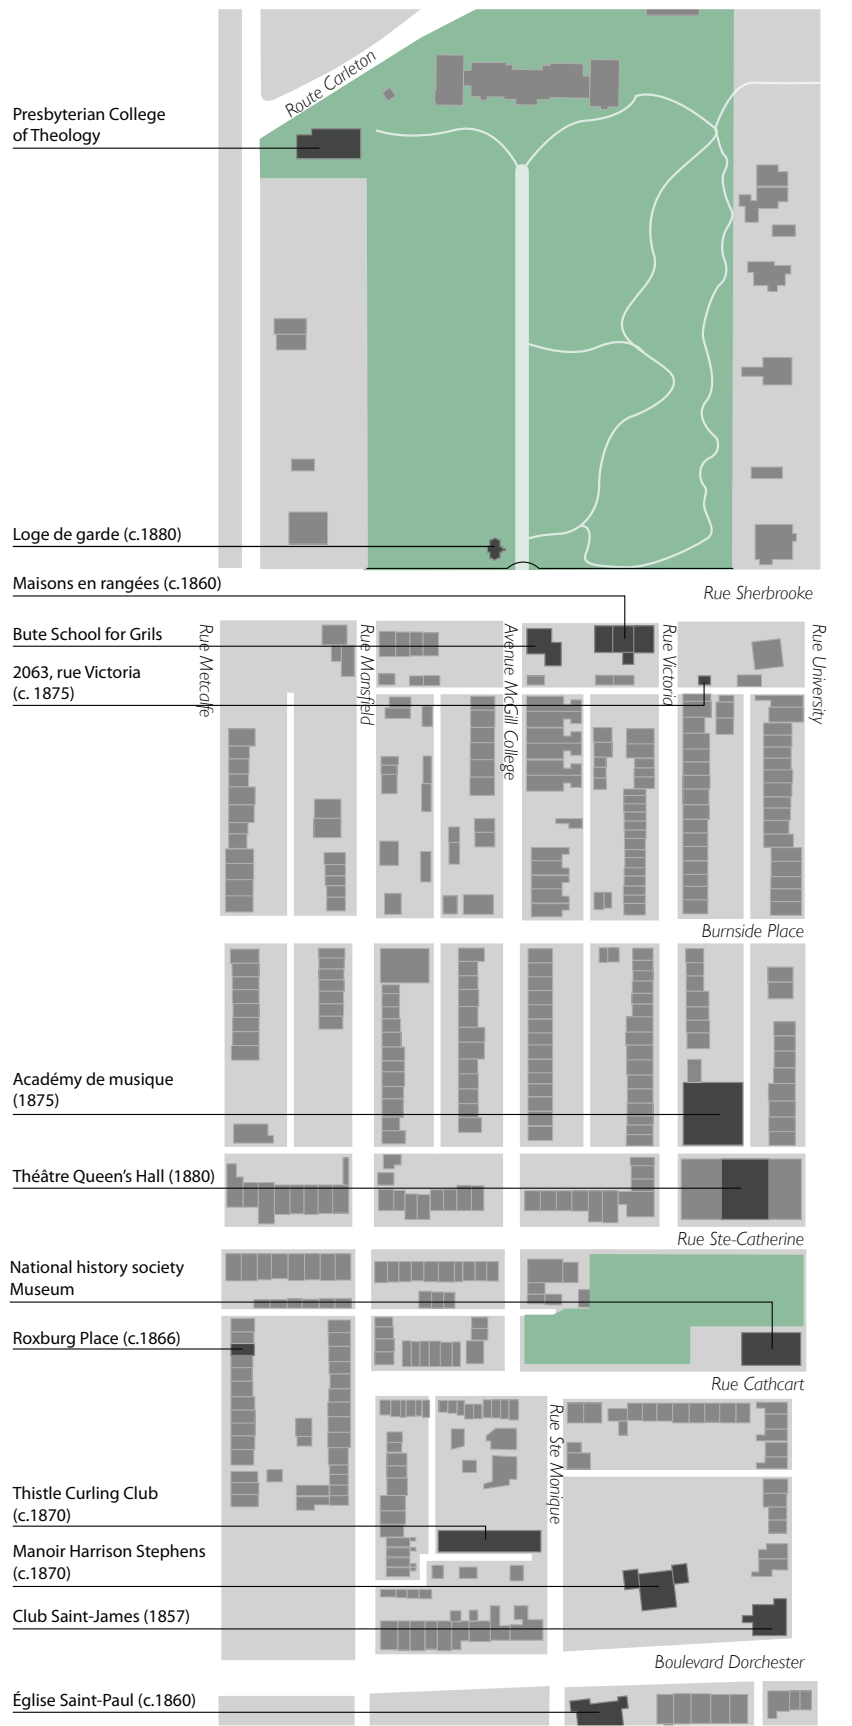 Route Carleton
Presbyterian College
of Theology
Loge de garde (c.1880)
Maisons en rangées (c.1860)
Rue Sherbrooke
Bute School for Grils
2063, rue Victoria
(c. 1875)
Rue Metcalfe
Rue Mansfield
Avenue McGill College
Rue Victoria
Rue University
Burnside Place
Académy de musique
(1875)
Théâtre Queen's Hall (1880)
Rue Ste-Catherine
National history society
Museum
Roxburg Place (c.1866)
Rue Cathcart
Rue Ste Monique
Thistle Curling Club
(c.1870)
Manoir Harrison Stephens
(c.1870)
Club Saint-James (1857)
Boulevard Dorchester
Église Saint-Paul (c.1860)